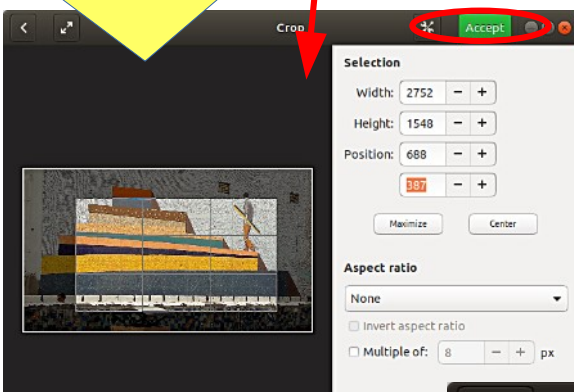 Crop
Accept
Selection
Width: 2752 - +
Height: 1548 - +
Position: 688 - +
387 - +
Maximize Center
Aspect ratio
None
Invert aspect ratio
Multiple of: 8 - + px